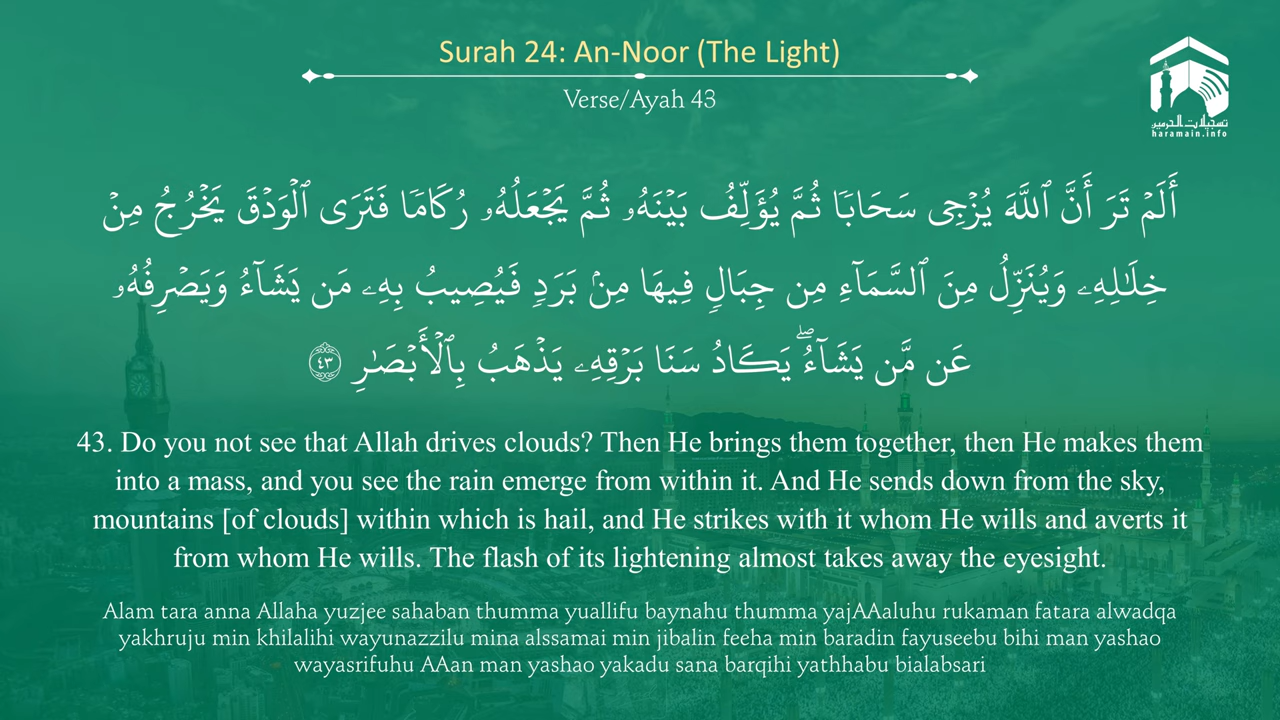 Surah 24: An-Noor (The Light)
Verse/Ayah 43
تسجيلات الحرمين
haramain.info
أَلَمْ تَرَ أَنَّ ٱللَّهَ يُزْجِى سَحَابًا ثُمَّ يُؤَلِّفُ بَيْنَهُۥ ثُمَّ يَجْعَلُهُۥ رُكَامًا فَتَرَى ٱلْوَدْقَ يَخْرُجُ مِنْ
خِلَـٰلِهِۦ وَيُنَزِّلُ مِنَ ٱلسَّمَآءِ مِن جِبَالٍ فِيهَا مِنۢ بَرَدٍ فَيُصِيبُ بِهِۦ مَن يَشَآءُ وَيَصْرِفُهُۥ
عَن مَّن يَشَآءُ ۖ يَكَادُ سَنَا بَرْقِهِۦ يَذْهَبُ بِٱلْأَبْصَـٰرِ ٤٣
43. Do you not see that Allah drives clouds? Then He brings them together, then He makes them
into a mass, and you see the rain emerge from within it. And He sends down from the sky,
mountains [of clouds] within which is hail, and He strikes with it whom He wills and averts it
from whom He wills. The flash of its lightening almost takes away the eyesight.
Alam tara anna Allaha yuzjee sahaban thumma yuallifu baynahu thumma yajAAaluhu rukaman fatara alwadqa
yakhruju min khilalihi wayunazzilu mina alssamai min jibalin feeha min baradin fayuseebu bihi man yashao
wayasrifuhu AAan man yashao yakadu sana barqihi yathhabu bialabsari